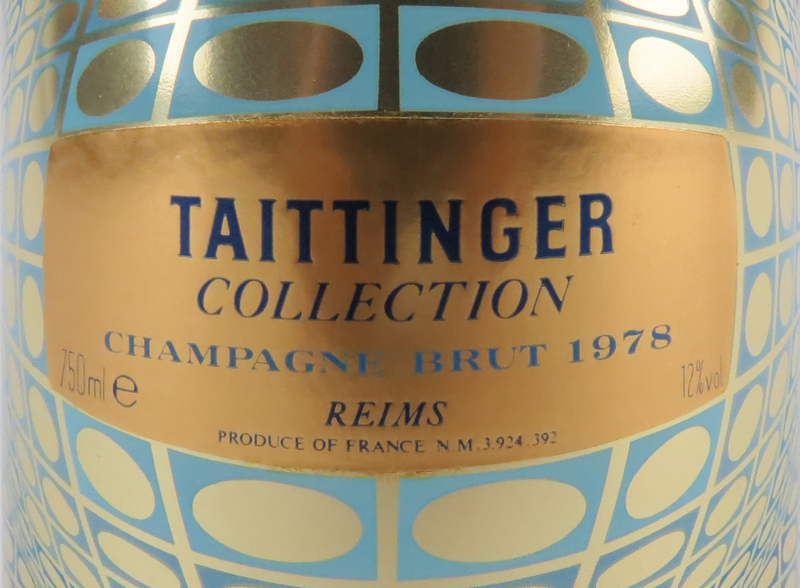 TAITTINGER
COLLECTION
CHAMPAGNE BRUT 1978
750ml e
12%vol
REIMS
PRODUCE OF FRANCE N.M.3.924.392